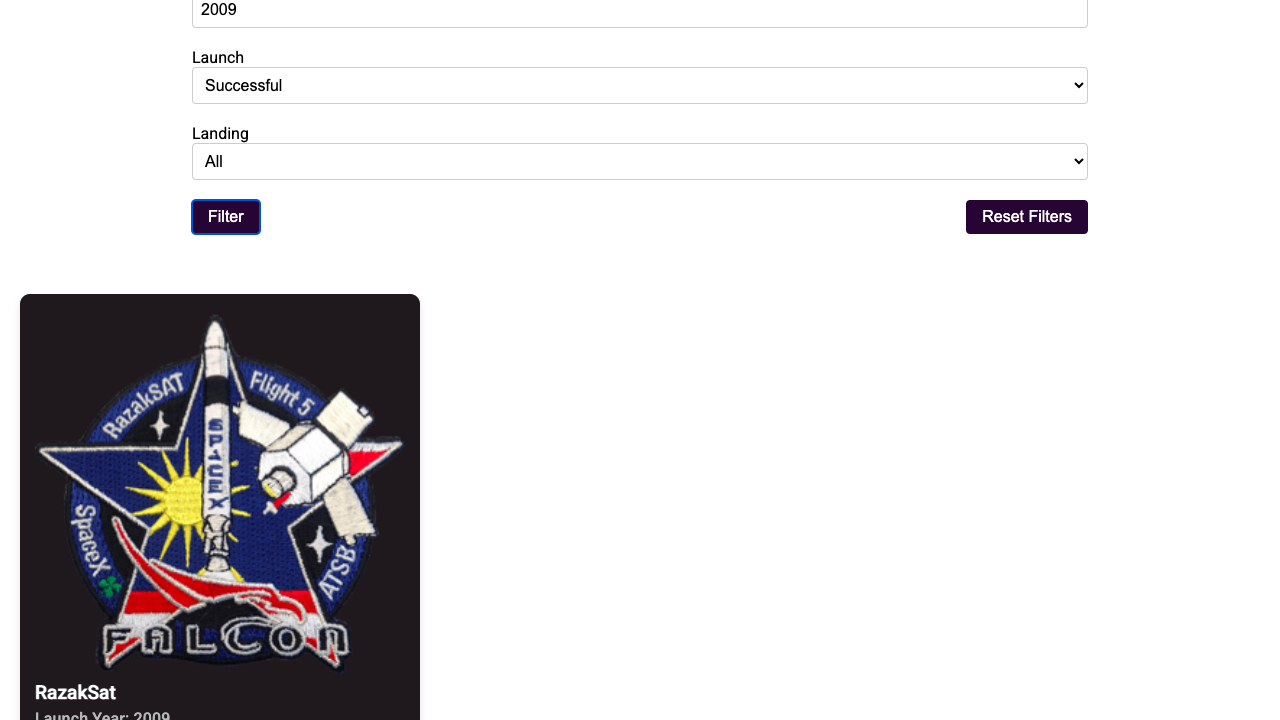 2009
Launch
Successful
Landing
All
Filter
Reset Filters
RazakSAT
Flight 5
SPACEX
SpaceX
ATSB
FALCON
RazakSat
Launch Year: 2009